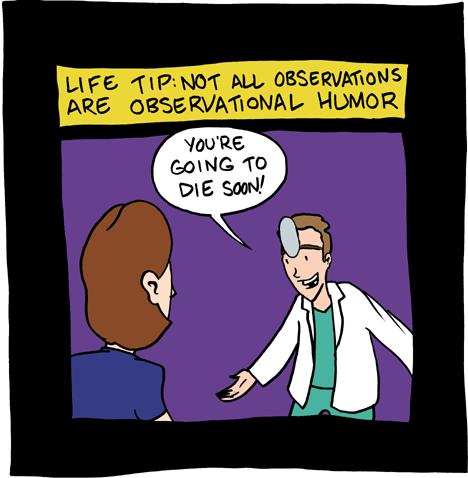 LIFE TIP: NOT ALL OBSERVATIONS
ARE OBSERVATIONAL HUMOR
YOU'RE
GOING TO
DIE SOON!